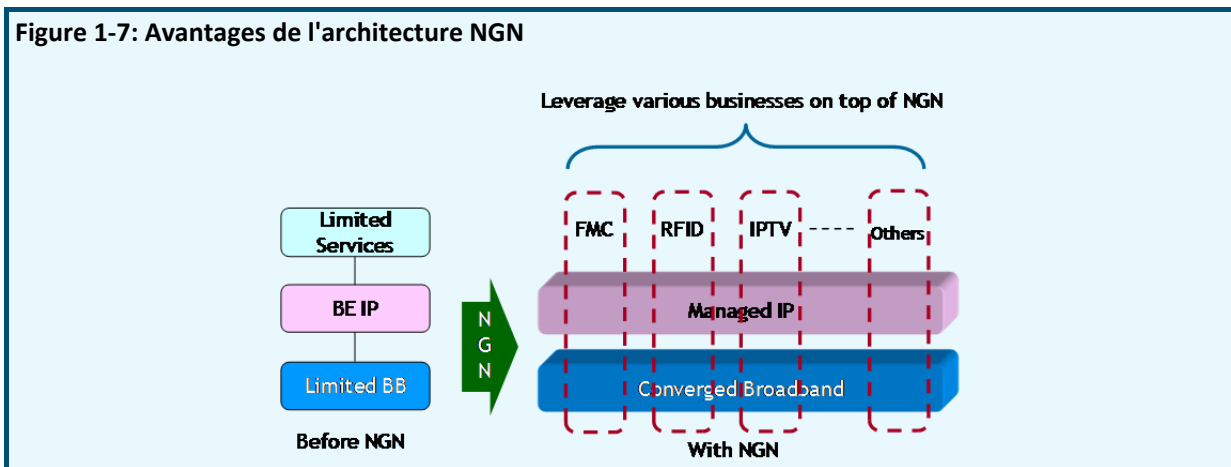 Figure 1-7: Avantages de l'architecture NGN
Leverage various businesses on top of NGN
Limited
Services
BE IP
Limited BB
Before NGN
N
G
N
FMC
RFID
IPTV
Others
Managed IP
Converged Broadband
With NGN